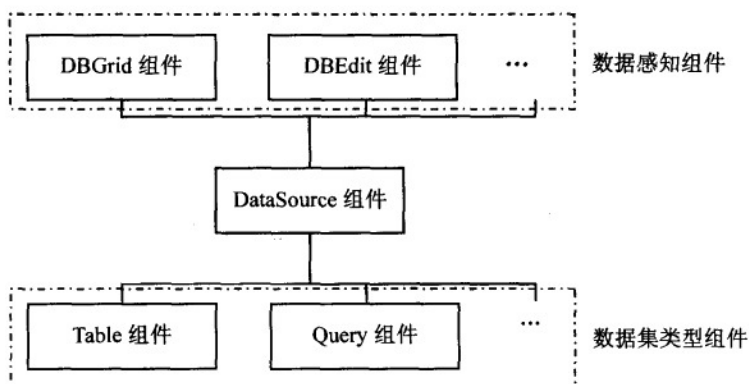 DBGrid 组件
DBEdit 组件
...
数据感知组件
DataSource 组件
Table 组件
Query 组件
...
数据集类型组件